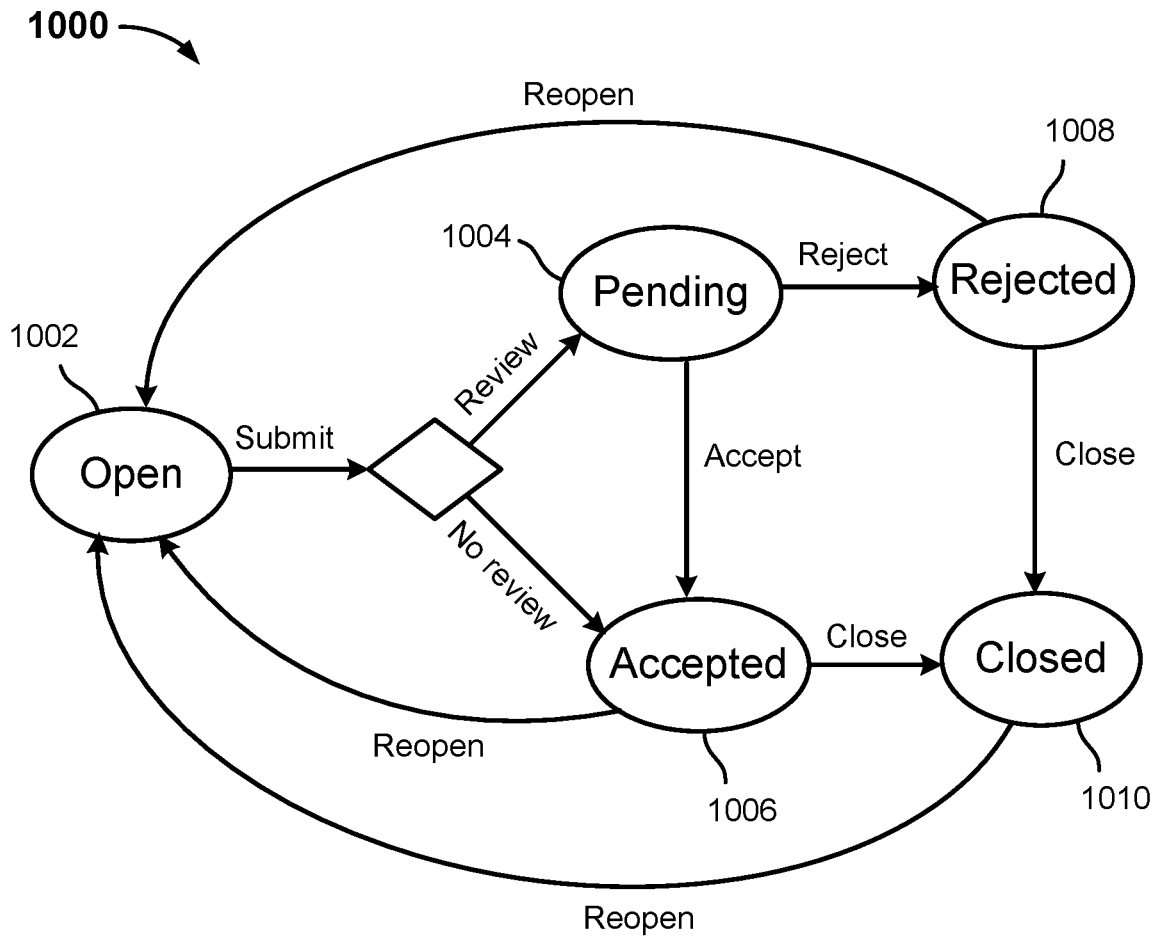 1000
Reopen
1008
1004
Pending
Reject
Rejected
1002
Review
Open
Submit
Accept
Close
No review
Accepted
Close
Closed
Reopen
1006
1010
Reopen